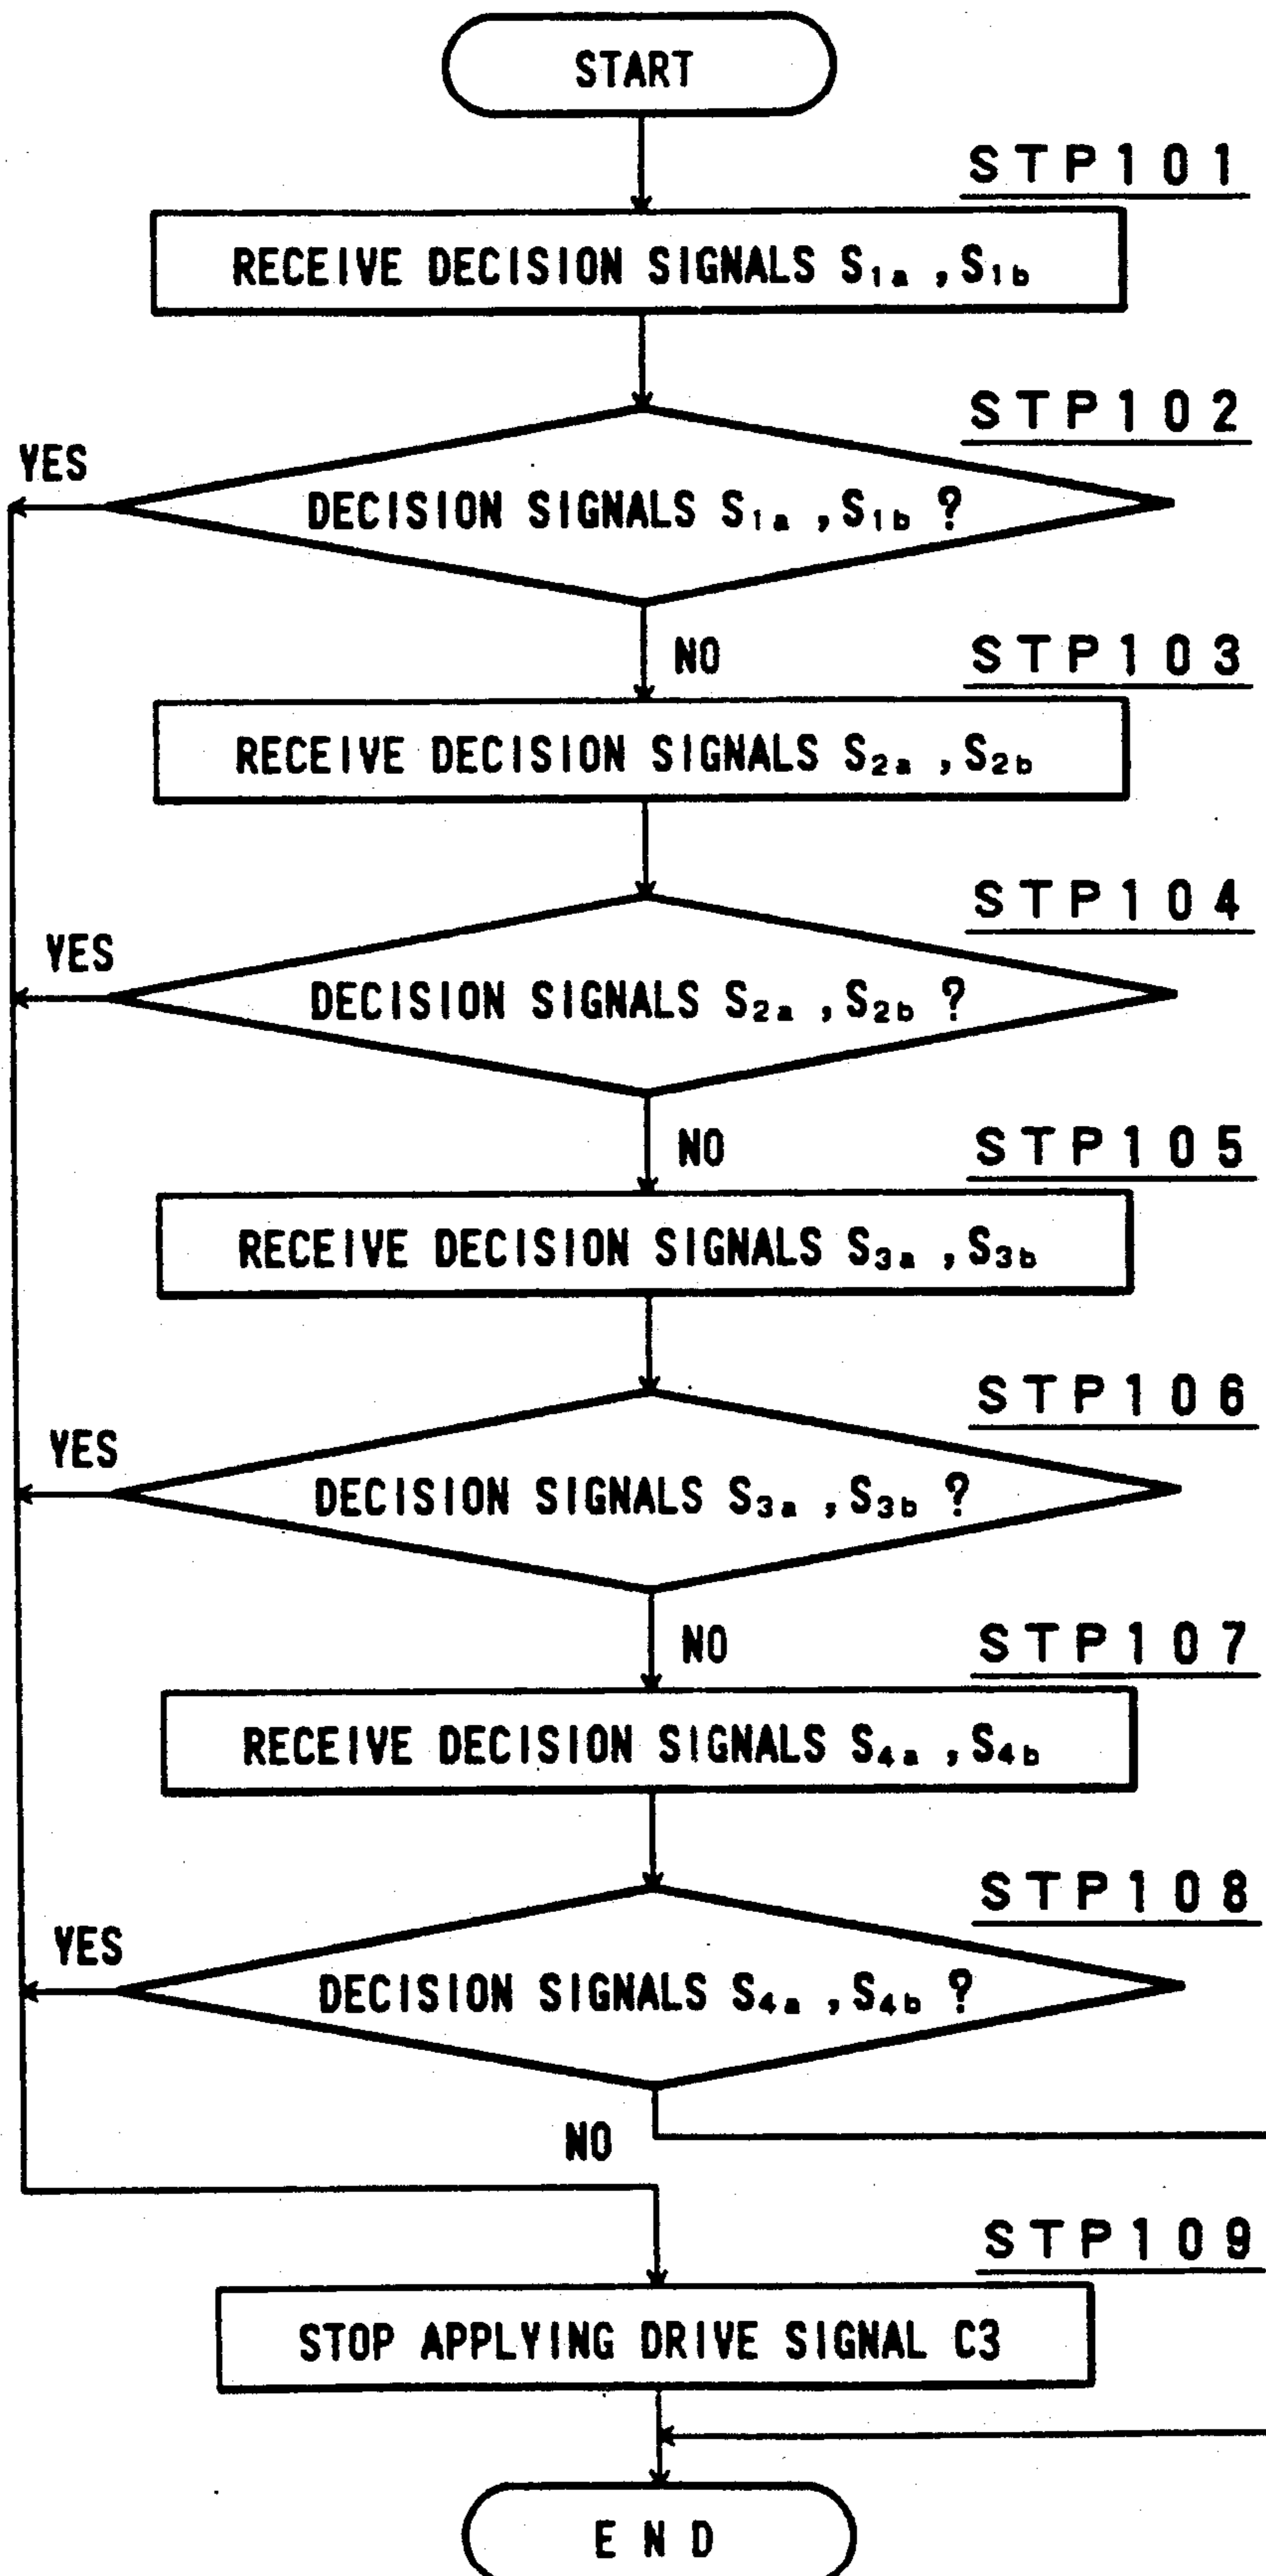 START
STP101
RECEIVE DECISION SIGNALS S1a , S1b
STP102
YES
DECISION SIGNALS S1a , S1b ?
NO
STP103
RECEIVE DECISION SIGNALS S2a , S2b
STP104
YES
DECISION SIGNALS S2a , S2b ?
NO
STP105
RECEIVE DECISION SIGNALS S3a , S3b
STP106
YES
DECISION SIGNALS S3a , S3b ?
NO
STP107
RECEIVE DECISION SIGNALS S4a , S4b
STP108
YES
DECISION SIGNALS S4a , S4b ?
NO
STP109
STOP APPLYING DRIVE SIGNAL C3
END